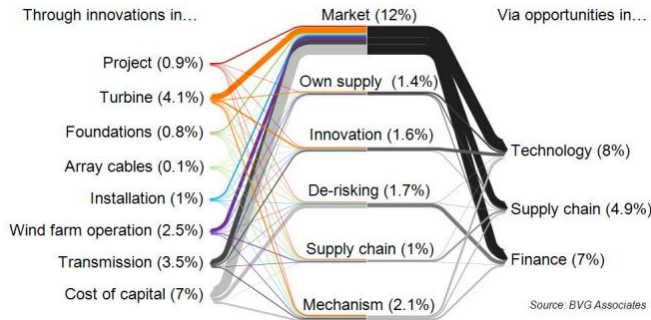 Through innovations in…
Market (12%)
Via opportunities in…
Project (0.9%)
Turbine (4.1%)
Foundations (0.8%)
Array cables (0.1%)
Installation (1%)
Wind farm operation (2.5%)
Transmission (3.5%)
Cost of capital (7%)
Own supply (1.4%)
Innovation (1.6%)
De-risking (1.7%)
Supply chain (1%)
Mechanism (2.1%)
Technology (8%)
Supply chain (4.9%)
Finance (7%)
Source: BVG Associates